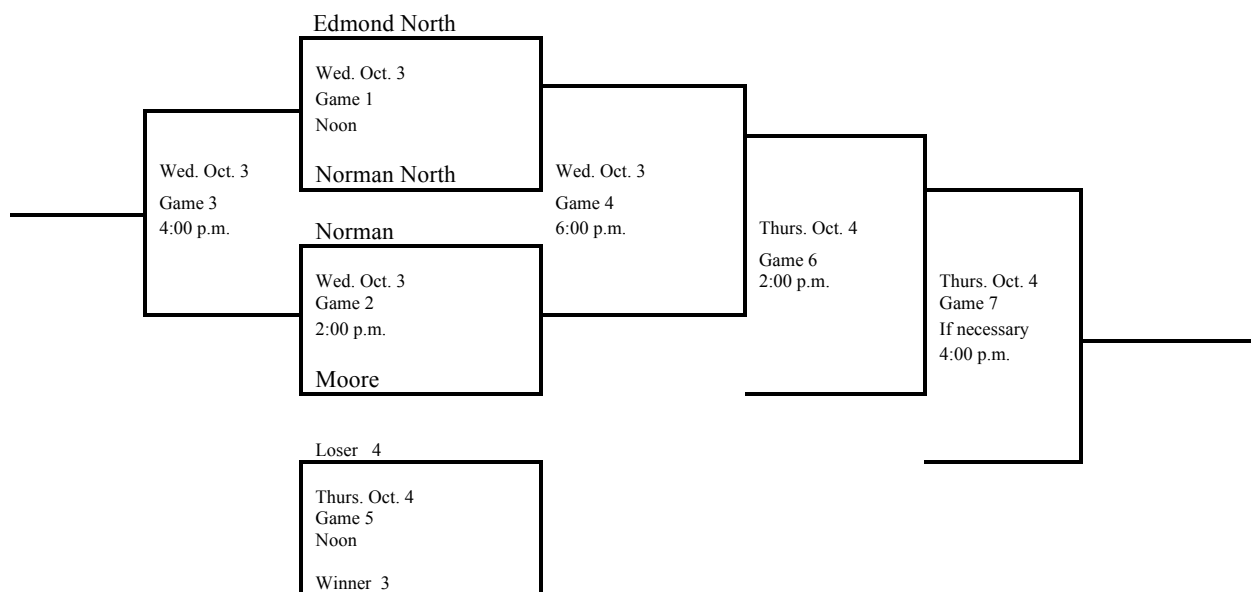 Edmond North
Wed. Oct. 3
Game 1
Noon
Norman North
Wed. Oct. 3
Game 3
4:00 p.m.
Wed. Oct. 3
Game 4
6:00 p.m.
Norman
Wed. Oct. 3
Game 2
2:00 p.m.
Moore
Thurs. Oct. 4
Game 6
2:00 p.m.
Thurs. Oct. 4
Game 7
If necessary
4:00 p.m.
Loser 4
Thurs. Oct. 4
Game 5
Noon
Winner 3